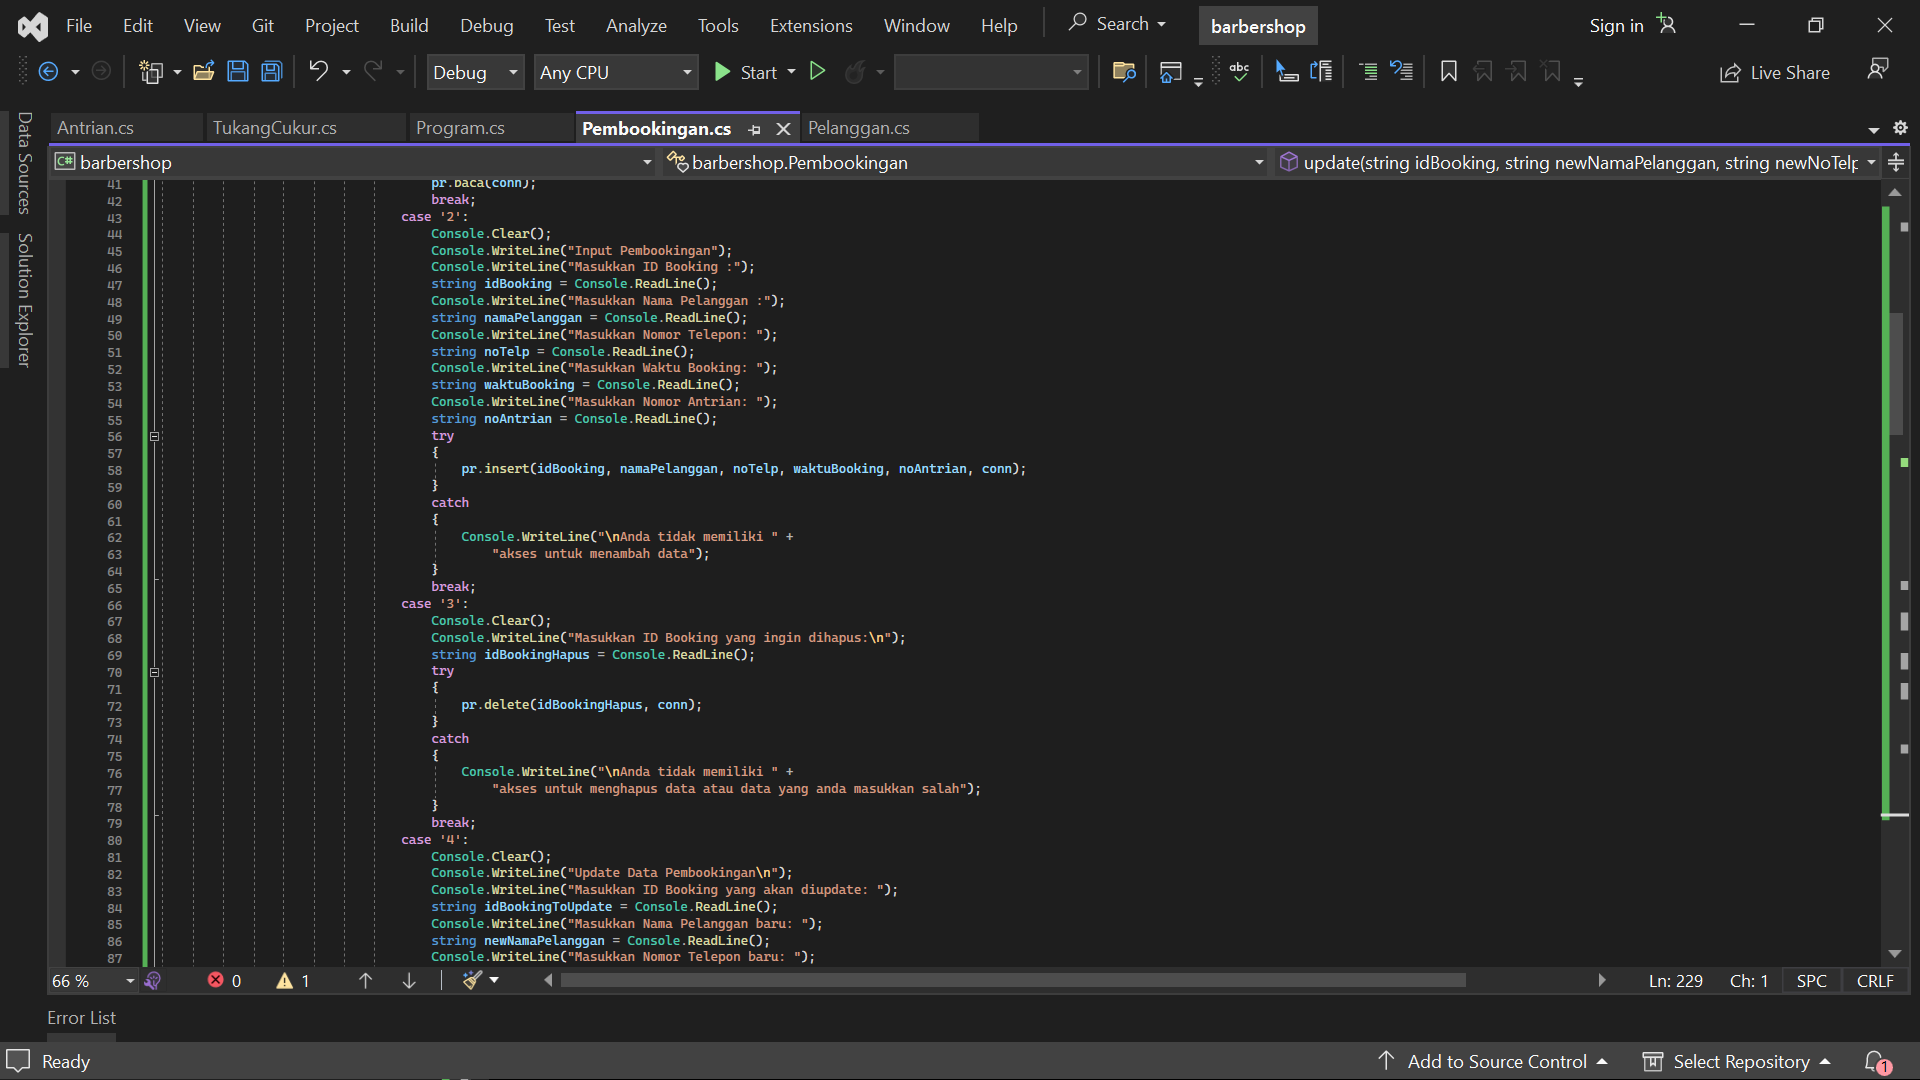 File Edit View Git Project Build Debug Test Analyze Tools Extensions Window Help Search barbershop Sign in
Debug Any CPU Start Live Share
Data Sources
Solution Explorer
Antrian.cs TukangCukur.cs Program.cs Pembookingan.cs Pelanggan.cs
C# barbershop barbershop.Pembookingan update(string idBooking, string newNamaPelanggan, string newNoTelp
41 pr.baca(conn);
42 break;
43 case '2':
44 Console.Clear();
45 Console.WriteLine("Input Pembookingan");
46 Console.WriteLine("Masukkan ID Booking :");
47 string idBooking = Console.ReadLine();
48 Console.WriteLine("Masukkan Nama Pelanggan :");
49 string namaPelanggan = Console.ReadLine();
50 Console.WriteLine("Masukkan Nomor Telepon: ");
51 string noTelp = Console.ReadLine();
52 Console.WriteLine("Masukkan Waktu Booking: ");
53 string waktuBooking = Console.ReadLine();
54 Console.WriteLine("Masukkan Nomor Antrian: ");
55 string noAntrian = Console.ReadLine();
56 try
57 {
58 pr.insert(idBooking, namaPelanggan, noTelp, waktuBooking, noAntrian, conn);
59 }
60 catch
61 {
62 Console.WriteLine("\nAnda tidak memiliki " +
63 "akses untuk menambah data");
64 }
65 break;
66 case '3':
67 Console.Clear();
68 Console.WriteLine("Masukkan ID Booking yang ingin dihapus:\n");
69 string idBookingHapus = Console.ReadLine();
70 try
71 {
72 pr.delete(idBookingHapus, conn);
73 }
74 catch
75 {
76 Console.WriteLine("\nAnda tidak memiliki " +
77 "akses untuk menghapus data atau data yang anda masukkan salah");
78 }
79 break;
80 case '4':
81 Console.Clear();
82 Console.WriteLine("Update Data Pembookingan\n");
83 Console.WriteLine("Masukkan ID Booking yang akan diupdate: ");
84 string idBookingToUpdate = Console.ReadLine();
85 Console.WriteLine("Masukkan Nama Pelanggan baru: ");
86 string newNamaPelanggan = Console.ReadLine();
87 Console.WriteLine("Masukkan Nomor Telepon baru: ");
66 % 0 1 Ln: 229 Ch: 1 SPC CRLF
Error List
Ready Add to Source Control Select Repository 1